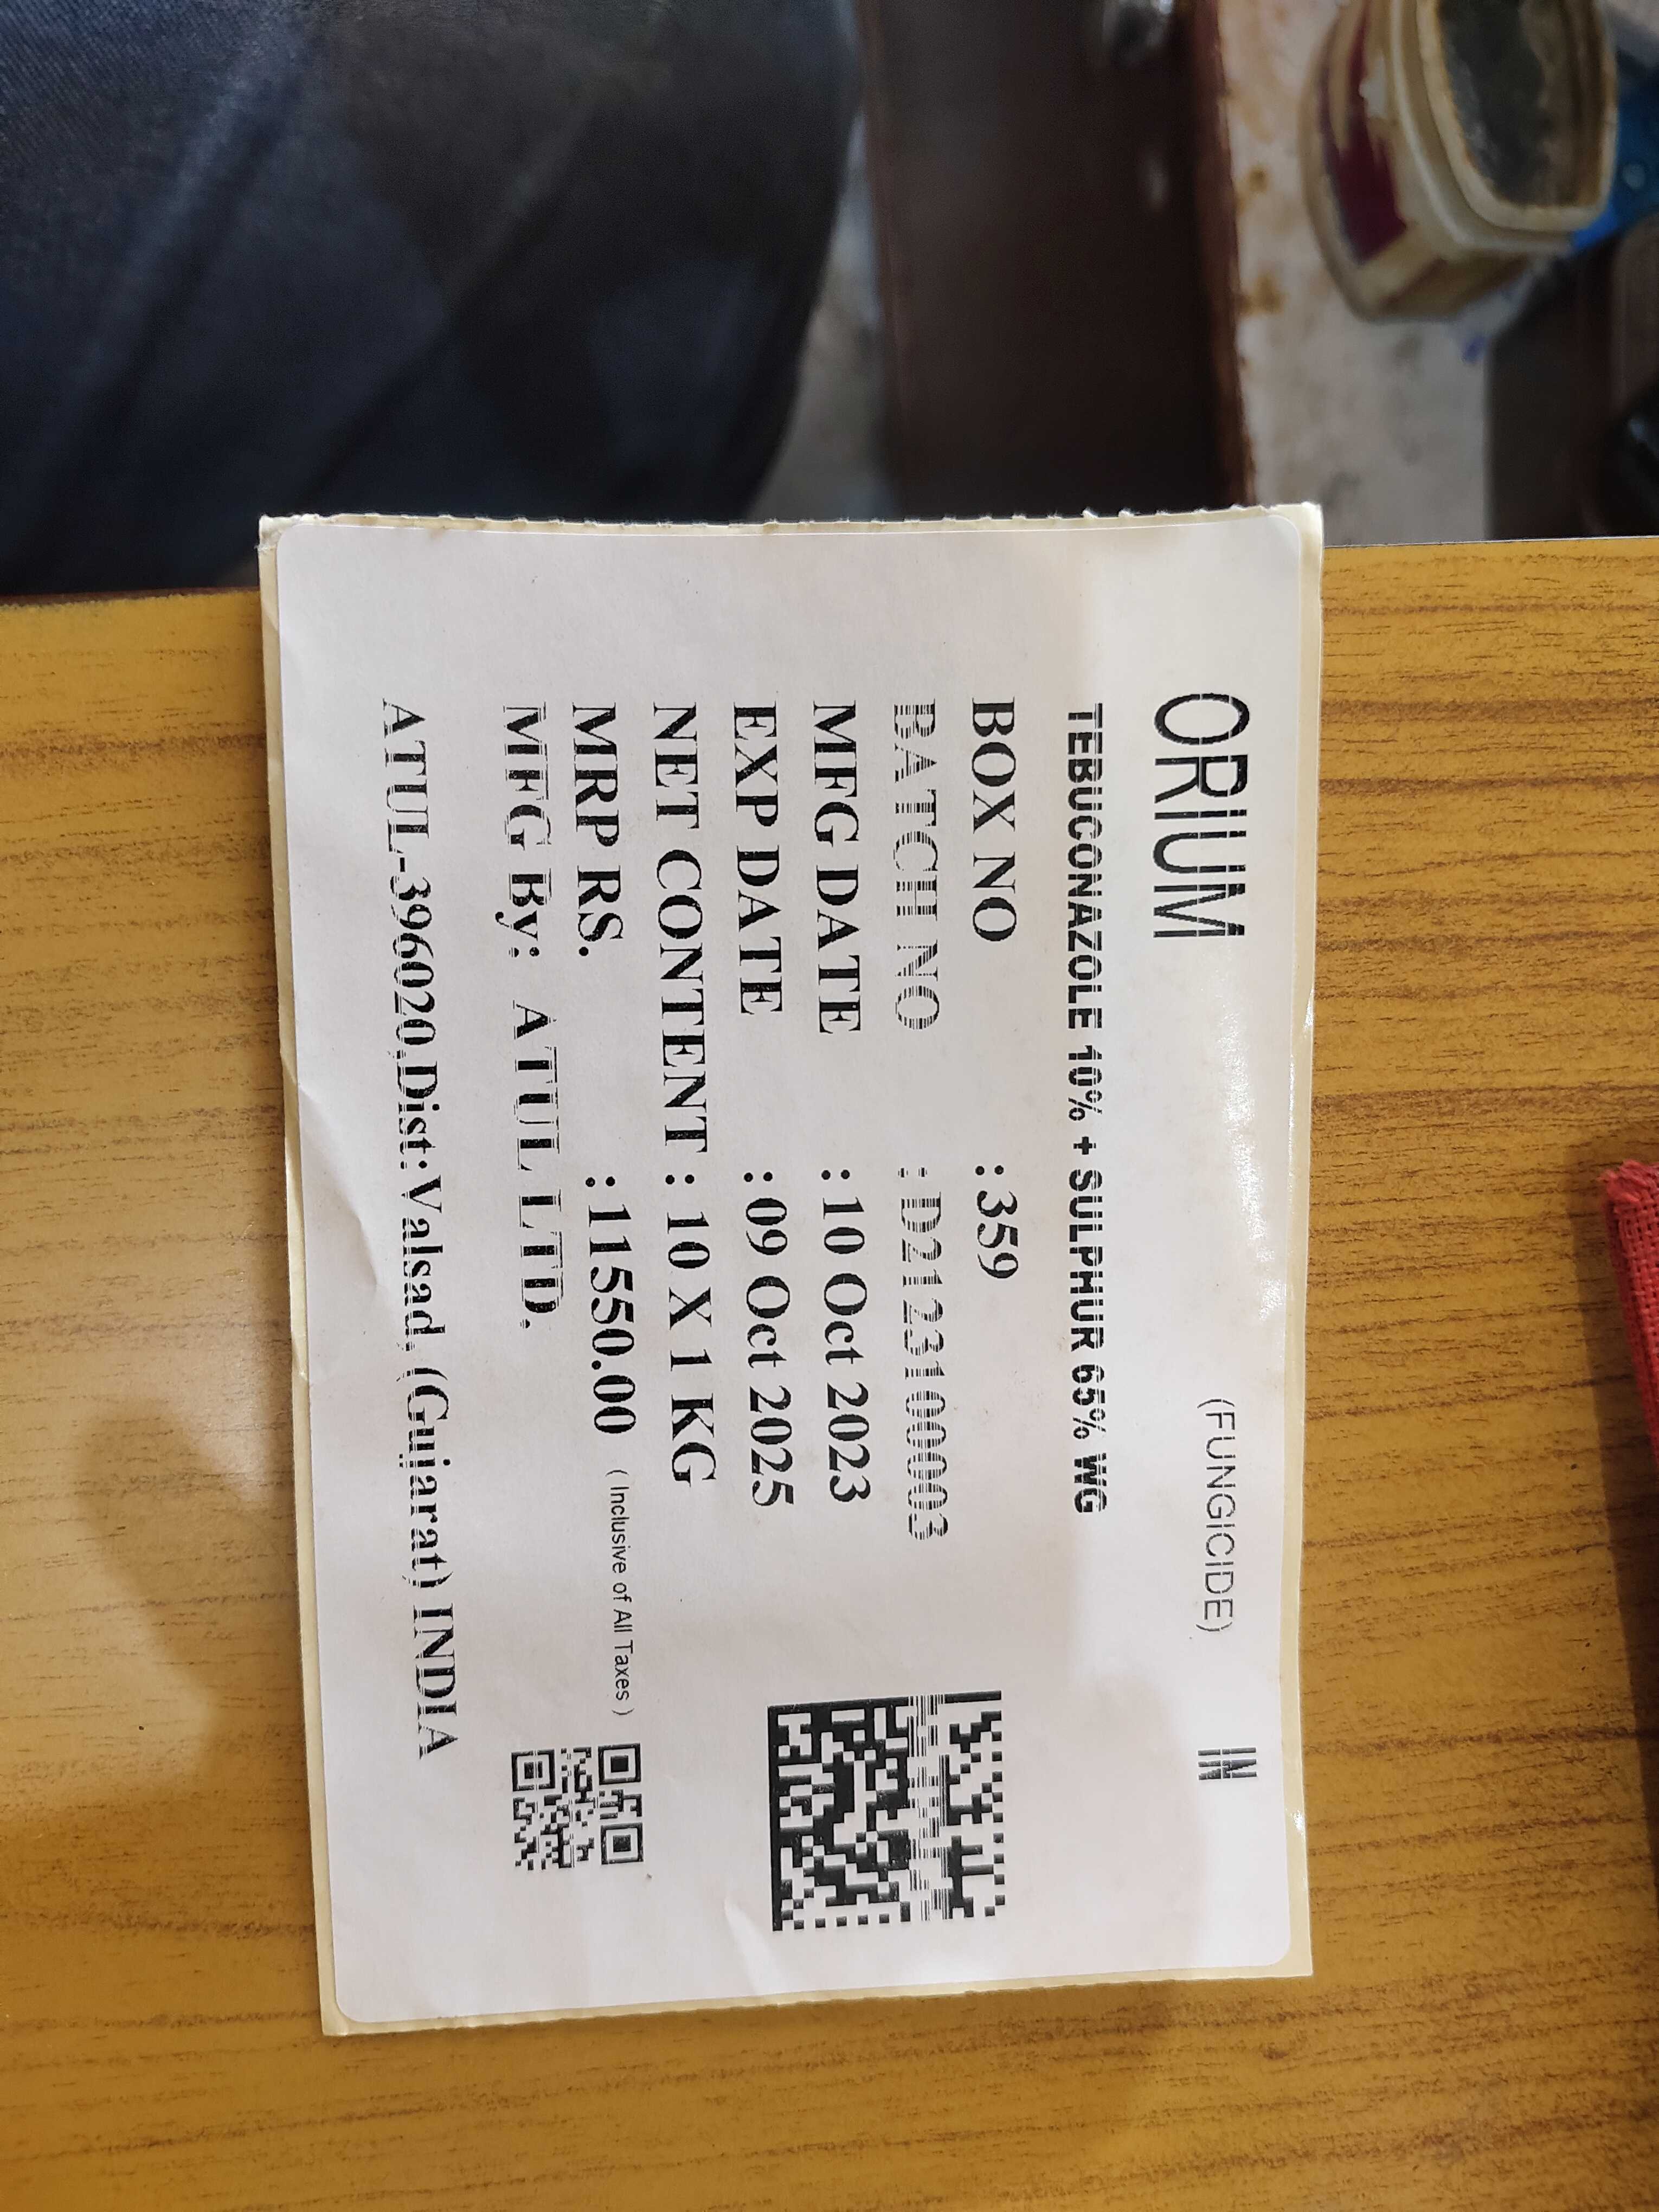 ORIUM (FUNGICIDE) IN
TEBUCONAZOLE 10% + SULPHUR 65% WG
BOX NO : 359
BATCH NO : D212310003
MFG DATE : 10 Oct 2023
EXP DATE : 09 Oct 2025
NET CONTENT : 10 X 1 KG
MRP RS. : 11550.00 ( Inclusive of All Taxes )
MFG By: ATUL LTD.
ATUL-396020,Dist:Valsad, (Gujarat) INDIA